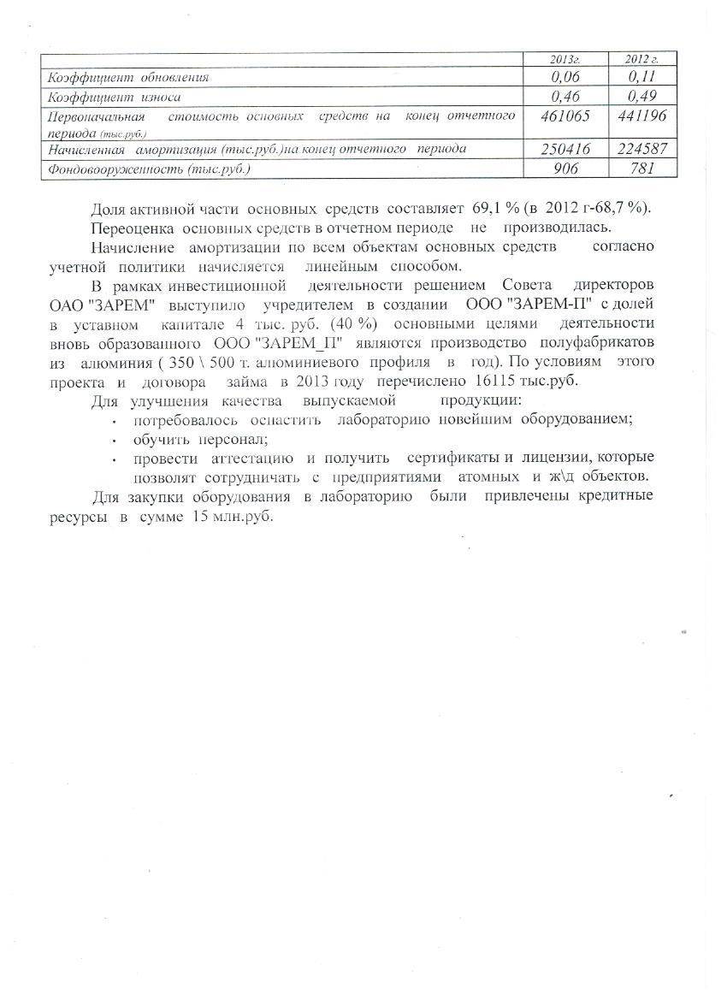 2013г. 2012 г.
Коэффициент обновления 0,06 0,11
Коэффициент износа 0,46 0,49
Первоначальная стоимость основных средств на конец отчетного 461065 441196
периода (тыс.руб.)
Начисленная амортизация (тыс.руб.)на конец отчетного периода 250416 224587
Фондовооруженность (тыс.руб.) 906 781
Доля активной части основных средств составляет 69,1 % (в 2012 г-68,7 %).
Переоценка основных средств в отчетном периоде не производилась.
Начисление амортизации по всем объектам основных средств согласно
учетной политики начисляется линейным способом.
В рамках инвестиционной деятельности решением Совета директоров
ОАО "ЗАРЕМ" выступило учредителем в создании ООО "ЗАРЕМ-П" с долей
в уставном капитале 4 тыс. руб. (40 %) основными целями деятельности
вновь образованного ООО "ЗАРЕМ_П" являются производство полуфабрикатов
из алюминия ( 350 \ 500 т. алюминиевого профиля в год). По условиям этого
проекта и договора займа в 2013 году перечислено 16115 тыс.руб.
Для улучшения качества выпускаемой продукции:
• потребовалось оснастить лабораторию новейшим оборудованием;
• обучить персонал;
• провести аттестацию и получить сертификаты и лицензии, которые
позволят сотрудничать с предприятиями атомных и ж\д объектов.
Для закупки оборудования в лабораторию были привлечены кредитные
ресурсы в сумме 15 млн.руб.